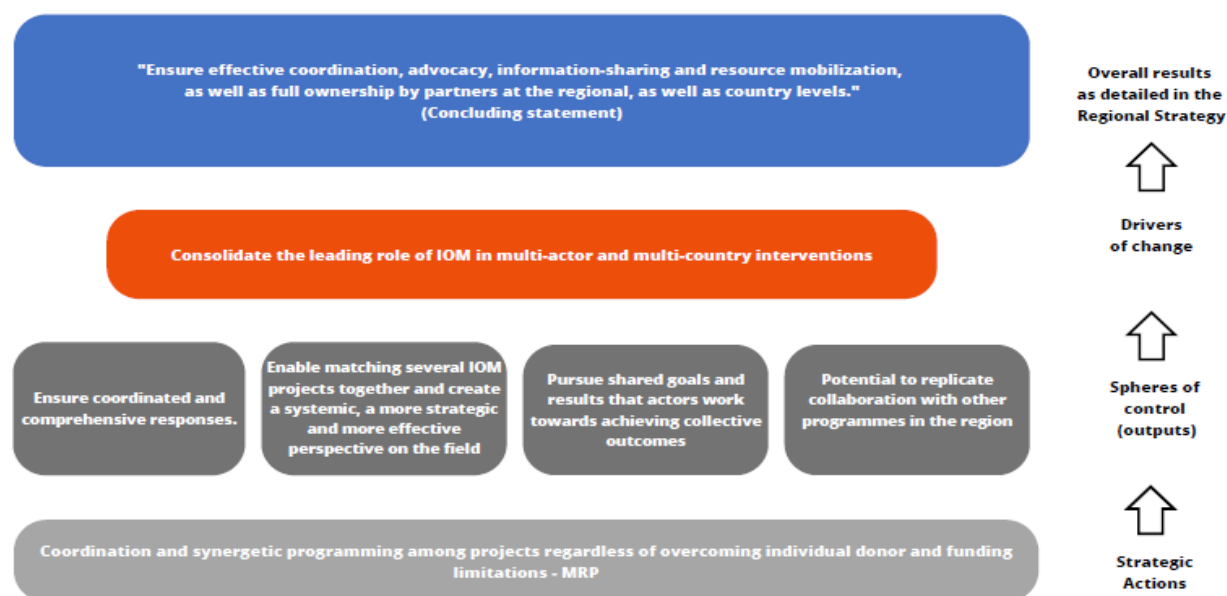 "Ensure effective coordination, advocacy, information-sharing and resource mobilization,
as well as full ownership by partners at the regional, as well as country levels."
(Concluding statement)
Overall results
as detailed in the
Regional Strategy
Drivers
of change
Consolidate the leading role of IOM in multi-actor and multi-country interventions
Ensure coordinated and
comprehensive responses.
Enable matching several IOM
projects together and create
a systemic, a more strategic
and more effective
perspective on the field
Pursue shared goals and
results that actors work
towards achieving collective
outcomes
Potential to replicate
collaboration with other
programmes in the region
Spheres of
control
(outputs)
Coordination and synergetic programming among projects regardless of overcoming individual donor and funding
limitations - MRP
Strategic
Actions